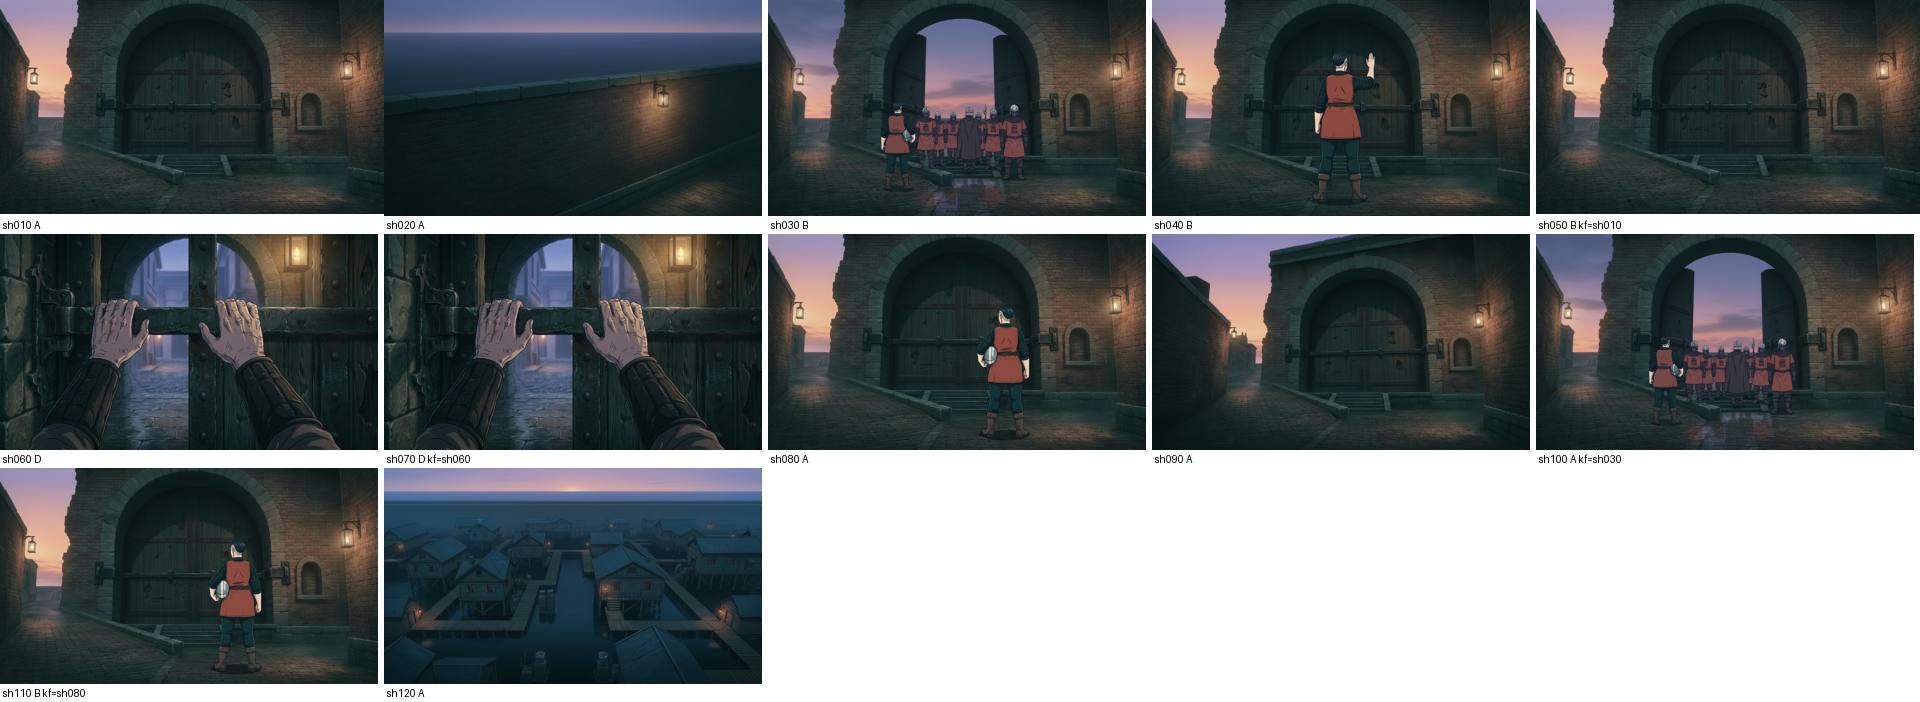 sh010 A
sh020 A
sh030 B
sh040 B
sh050 B kf=sh010
sh060 D
sh070 D kf=sh060
sh080 A
sh090 A
sh100 A kf=sh030
sh110 B kf=sh080
sh120 A